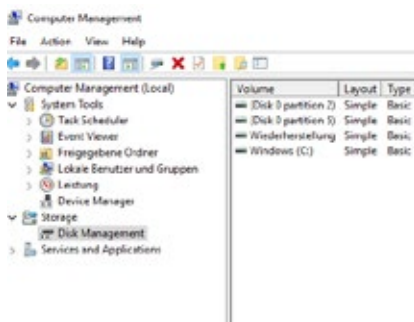 Computer Management
File Action View Help
Computer Management (Local)
System Tools
Task Scheduler
Event Viewer
Freigegebene Ordner
Lokale Benutzer und Gruppen
Leistung
Device Manager
Storage
Disk Management
Services and Applications
Volume Layout Type
(Disk 0 partition 2) Simple Basic
(Disk 0 partition 5) Simple Basic
Wiederherstellung Simple Basic
Windows (C:) Simple Basic